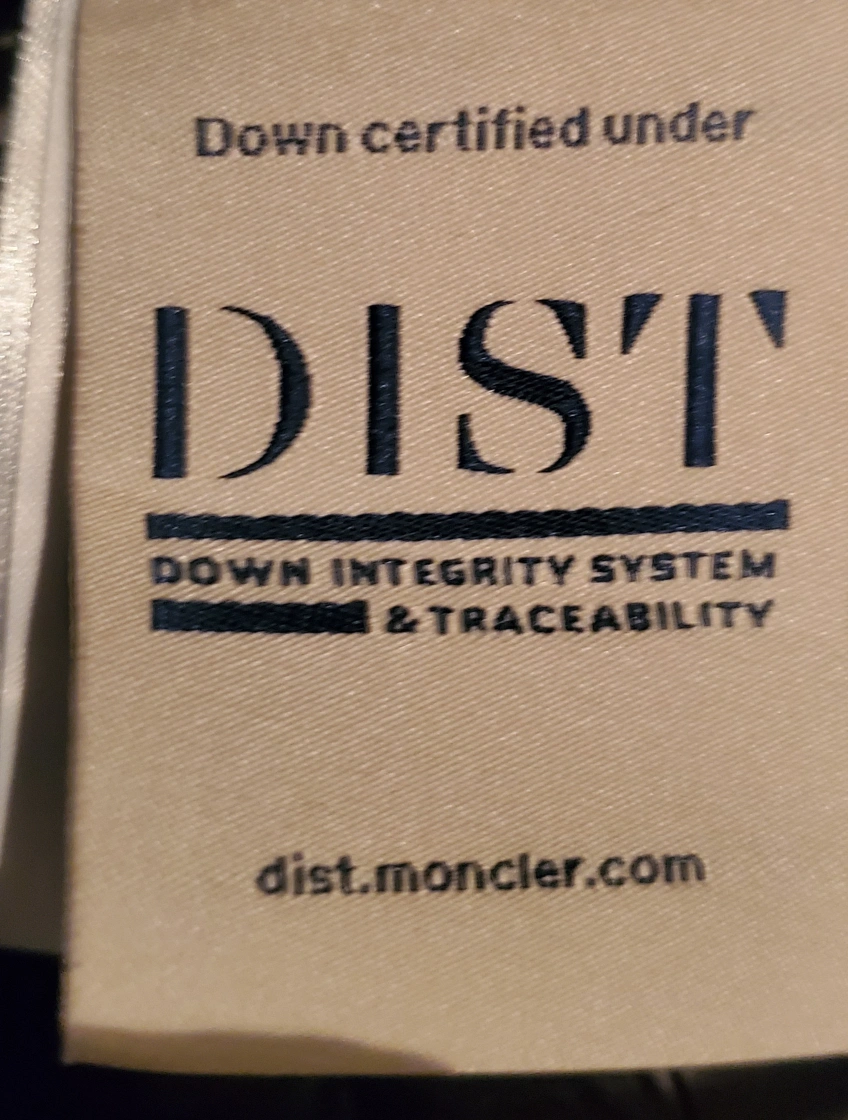 Down certified under
DIST
DOWN INTEGRITY SYSTEM
& TRACEABILITY
dist.moncler.com